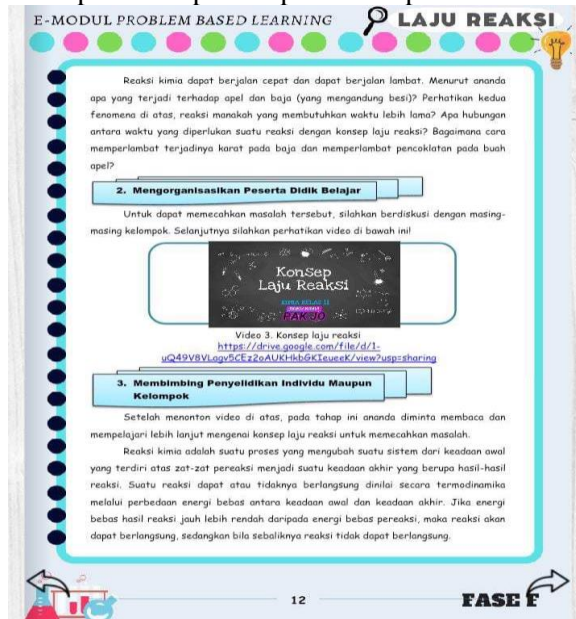 E-MODUL PROBLEM BASED LEARNING
LAJU REAKSI
Reaksi kimia dapat berjalan cepat dan dapat berjalan lambat. Menurut ananda
apa yang terjadi terhadap apel dan baja (yang mengandung besi)? Perhatikan kedua
fenomena di atas, reaksi manakah yang membutuhkan waktu lebih lama? Apa hubungan
antara waktu yang diperlukan suatu reaksi dengan konsep laju reaksi? Bagaimana cara
memperlambat terjadinya karat pada baja dan memperlambat pencoklatan pada buah
apel?
2. Mengorganisasikan Peserta Didik Belajar
Untuk dapat memecahkan masalah tersebut, silahkan berdiskusi dengan masing-
masing kelompok. Selanjutnya silahkan perhatikan video di bawah ini!
Konsep
Laju Reaksi
KIMIA KELAS 11
PAK JO
Video 3. Konsep laju reaksi
https://drive.google.com/file/d/1-
uQ49V8VLagv5CEz2oAUKHkbGKIeueeK/view?usp=sharing
3. Membimbing Penyelidikan Individu Maupun
Kelompok
Setelah menonton video di atas, pada tahap ini ananda diminta membaca dan
mempelajari lebih lanjut mengenai konsep laju reaksi untuk memecahkan masalah.
Reaksi kimia adalah suatu proses yang mengubah suatu sistem dari keadaan awal
yang terdiri atas zat-zat pereaksi menjadi suatu keadaan akhir yang berupa hasil-hasil
reaksi. Suatu reaksi dapat atau tidaknya berlangsung dinilai secara termodinamika
melalui perbedaan energi bebas antara keadaan awal dan keadaan akhir. Jika energi
bebas hasil reaksi jauh lebih rendah daripada energi bebas pereaksi, maka reaksi akan
dapat berlangsung, sedangkan bila sebaliknya reaksi tidak dapat berlangsung.
12
FASE F